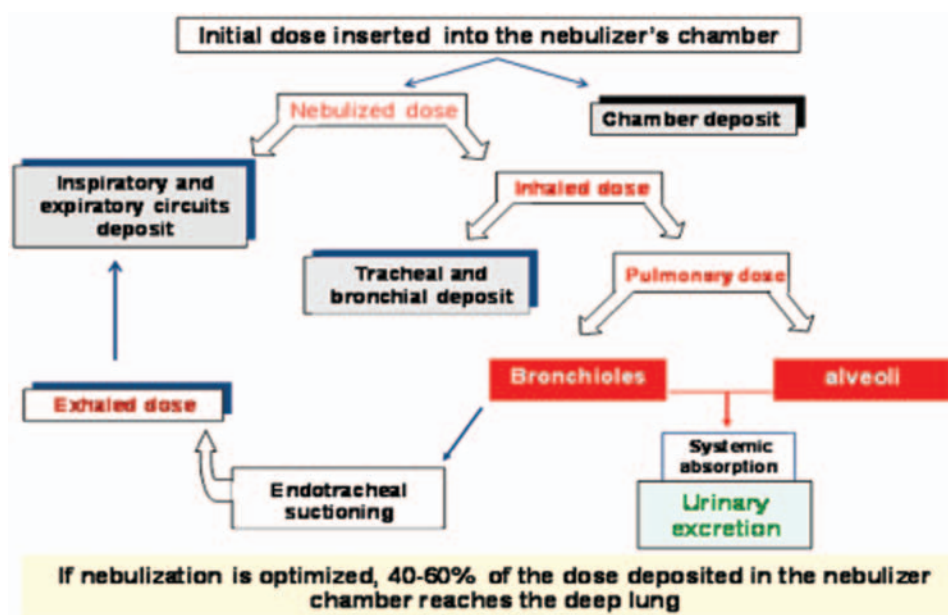 Initial dose inserted into the nebulizer's chamber
Nebulized dose
Chamber deposit
Inspiratory and
expiratory circuits
deposit
Inhaled dose
Tracheal and
bronchial deposit
Pulmonary dose
Bronchioles
alveoli
Exhaled dose
Systemic
absorption
Endotracheal
suctioning
Urinary
excretion
If nebulization is optimized, 40-60% of the dose deposited in the nebulizer
chamber reaches the deep lung